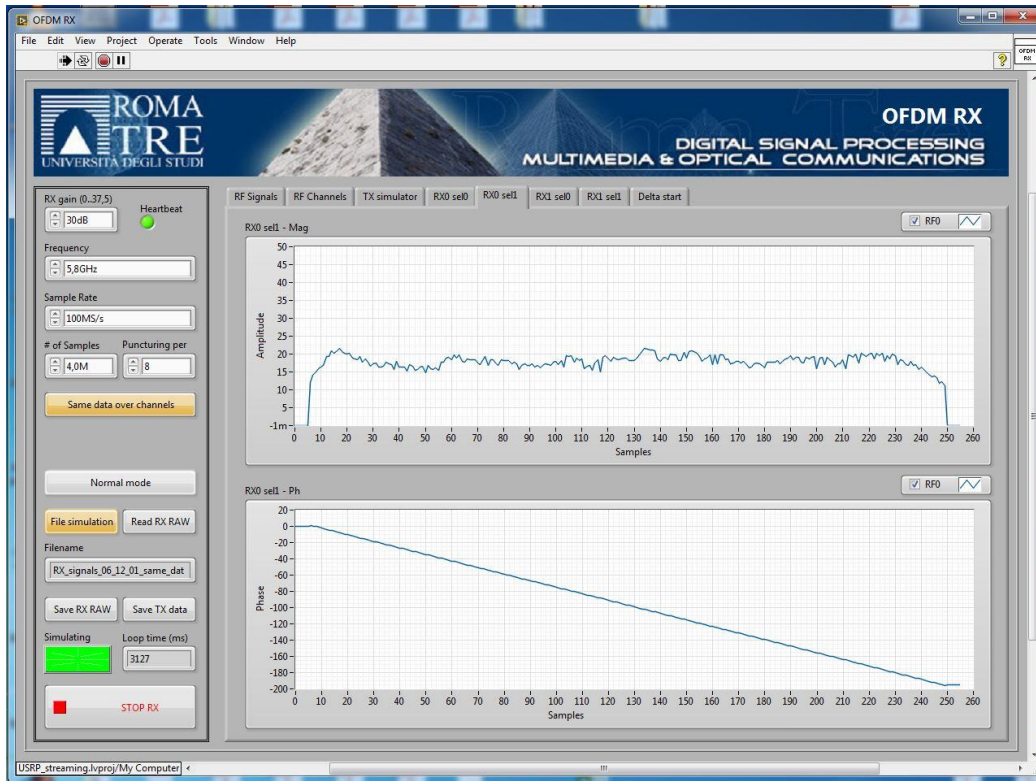 OFDM RX
File Edit View Project Operate Tools Window Help
OFDM
RX
ROMA
TRE
UNIVERSITÀ DEGLI STUDI
OFDM RX
DIGITAL SIGNAL PROCESSING
MULTIMEDIA & OPTICAL COMMUNICATIONS
RX gain (0..37,5)
30dB
Heartbeat
Frequency
5,8GHz
Sample Rate
100MS/s
# of Samples Puncturing per
4,0M 8
Same data over channels
Normal mode
File simulation Read RX RAW
Filename
RX_signals_06_12_01_same_dat
Save RX RAW Save TX data
Simulating Loop time (ms)
3127
STOP RX
RF Signals RF Channels TX simulator RX0 sel0 RX0 sel1 RX1 sel0 RX1 sel1 Delta start
RX0 sel1 - Mag
RF0
Amplitude
50
45
40
35
30
25
20
15
10
5
-1m
0 10 20 30 40 50 60 70 80 90 100 110 120 130 140 150 160 170 180 190 200 210 220 230 240 250 260
Samples
RX0 sel1 - Ph
RF0
Phase
20
0
-20
-40
-60
-80
-100
-120
-140
-160
-180
-200
0 10 20 30 40 50 60 70 80 90 100 110 120 130 140 150 160 170 180 190 200 210 220 230 240 250 260
Samples
USRP_streaming.lvproj/My Computer